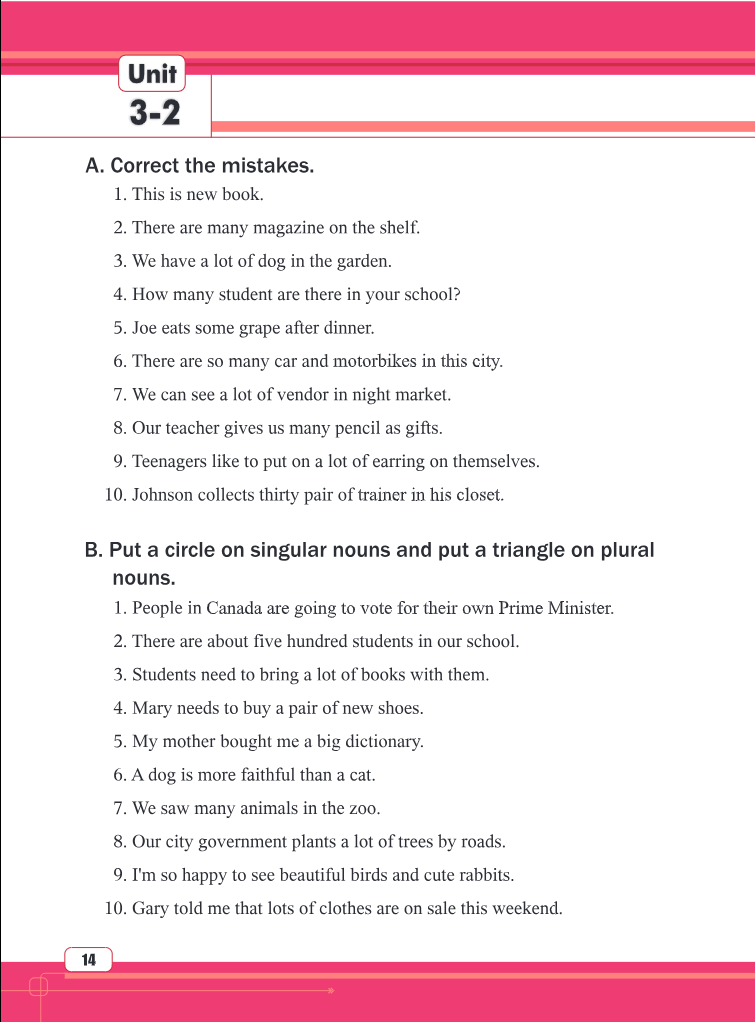 Unit
3-2
A. Correct the mistakes.
1. This is new book.
2. There are many magazine on the shelf.
3. We have a lot of dog in the garden.
4. How many student are there in your school?
5. Joe eats some grape after dinner.
6. There are so many car and motorbikes in this city.
7. We can see a lot of vendor in night market.
8. Our teacher gives us many pencil as gifts.
9. Teenagers like to put on a lot of earring on themselves.
10. Johnson collects thirty pair of trainer in his closet.
B. Put a circle on singular nouns and put a triangle on plural
nouns.
1. People in Canada are going to vote for their own Prime Minister.
2. There are about five hundred students in our school.
3. Students need to bring a lot of books with them.
4. Mary needs to buy a pair of new shoes.
5. My mother bought me a big dictionary.
6. A dog is more faithful than a cat.
7. We saw many animals in the zoo.
8. Our city government plants a lot of trees by roads.
9. I'm so happy to see beautiful birds and cute rabbits.
10. Gary told me that lots of clothes are on sale this weekend.
14